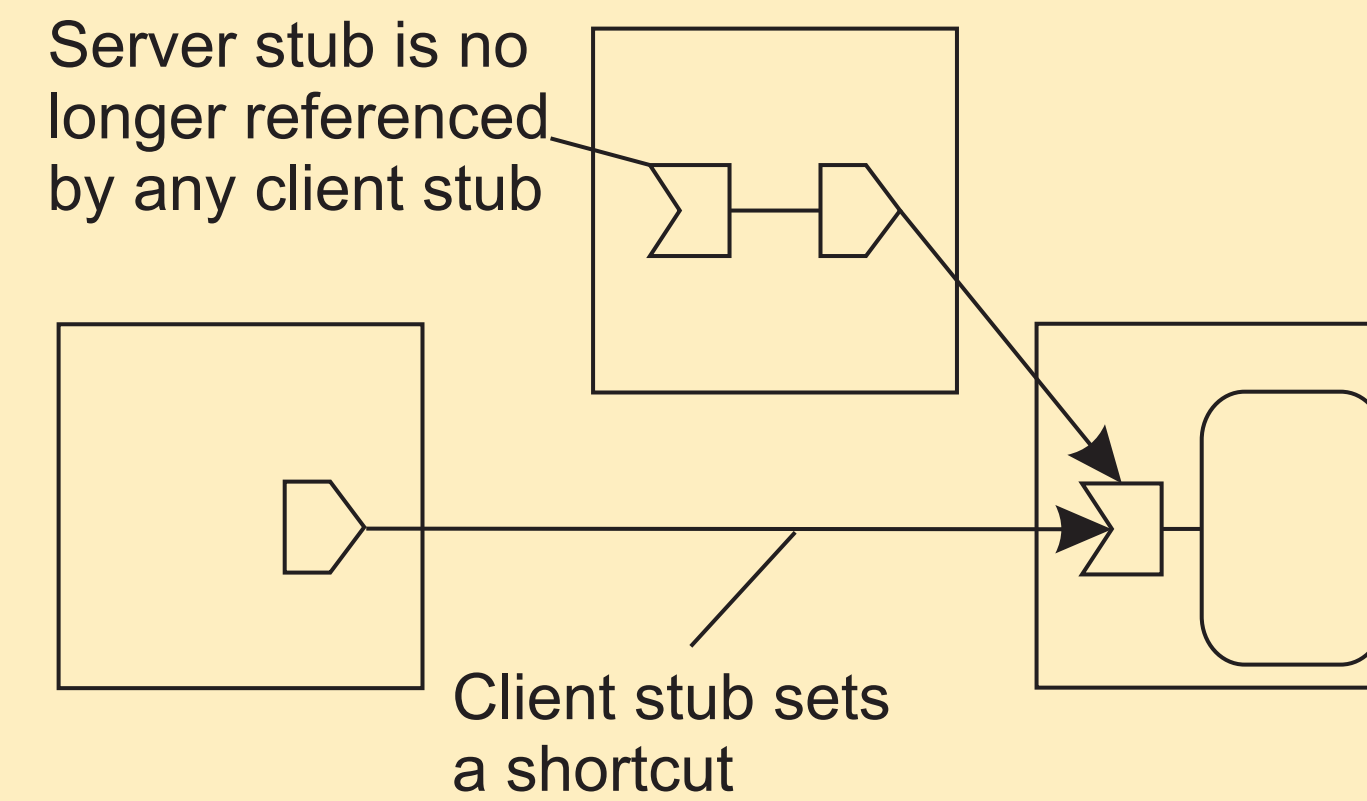 Server stub is no
longer referenced
by any client stub
Client stub sets
a shortcut